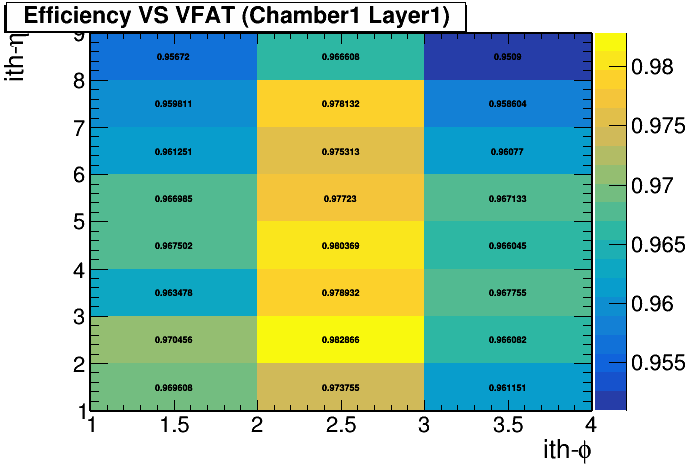 Efficiency VS VFAT (Chamber1 Layer1)
ith-η
9
8
7
6
5
4
3
2
1
0.95672 0.966608 0.9509
0.959811 0.978132 0.958604
0.961251 0.975313 0.96077
0.966985 0.97723 0.967133
0.967502 0.980369 0.966045
0.963478 0.978932 0.967755
0.970456 0.982866 0.966082
0.969608 0.973755 0.961151
1 1.5 2 2.5 3 3.5 4
ith-ϕ
0.98
0.975
0.97
0.965
0.96
0.955